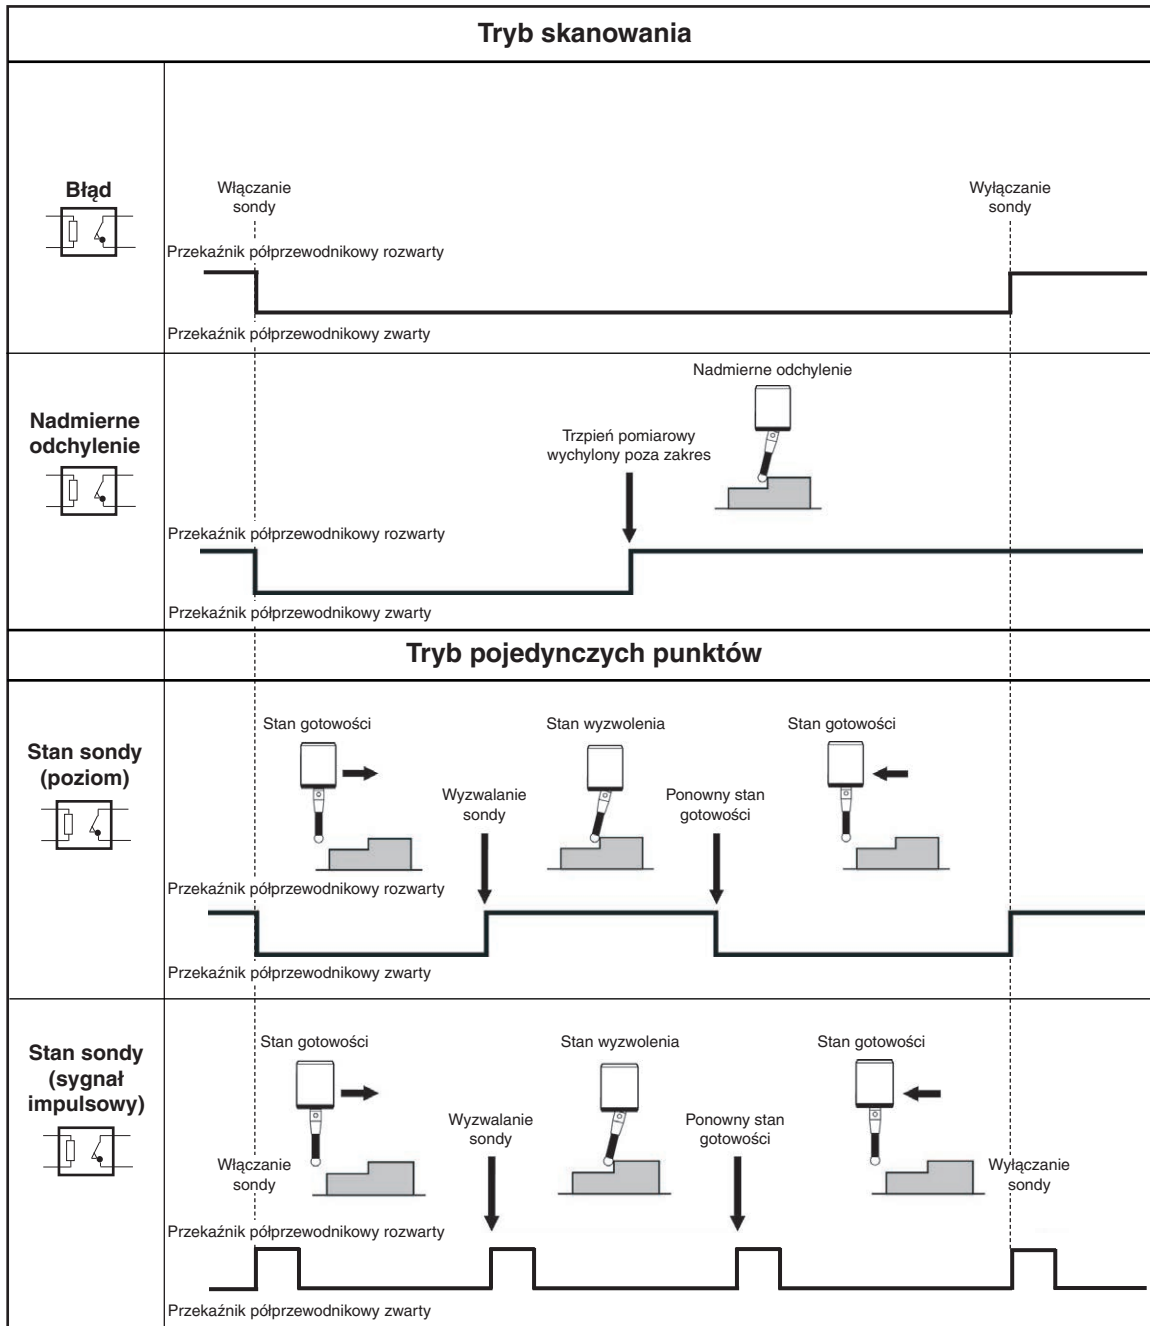 Tryb skanowania
Błąd
Włączanie
sondy
Wyłączanie
sondy
Przekaźnik półprzewodnikowy rozwarty
Przekaźnik półprzewodnikowy zwarty
Nadmierne
odchylenie
Nadmierne odchylenie
Trzpień pomiarowy
wychylony poza zakres
Przekaźnik półprzewodnikowy rozwarty
Przekaźnik półprzewodnikowy zwarty
Tryb pojedynczych punktów
Stan sondy
(poziom)
Stan gotowości
Stan wyzwolenia
Stan gotowości
Wyzwalanie
sondy
Ponowny stan
gotowości
Przekaźnik półprzewodnikowy rozwarty
Przekaźnik półprzewodnikowy zwarty
Stan sondy
(sygnał
impulsowy)
Stan gotowości
Stan wyzwolenia
Stan gotowości
Wyzwalanie
sondy
Ponowny stan
gotowości
Włączanie
sondy
Wyłączanie
sondy
Przekaźnik półprzewodnikowy rozwarty
Przekaźnik półprzewodnikowy zwarty